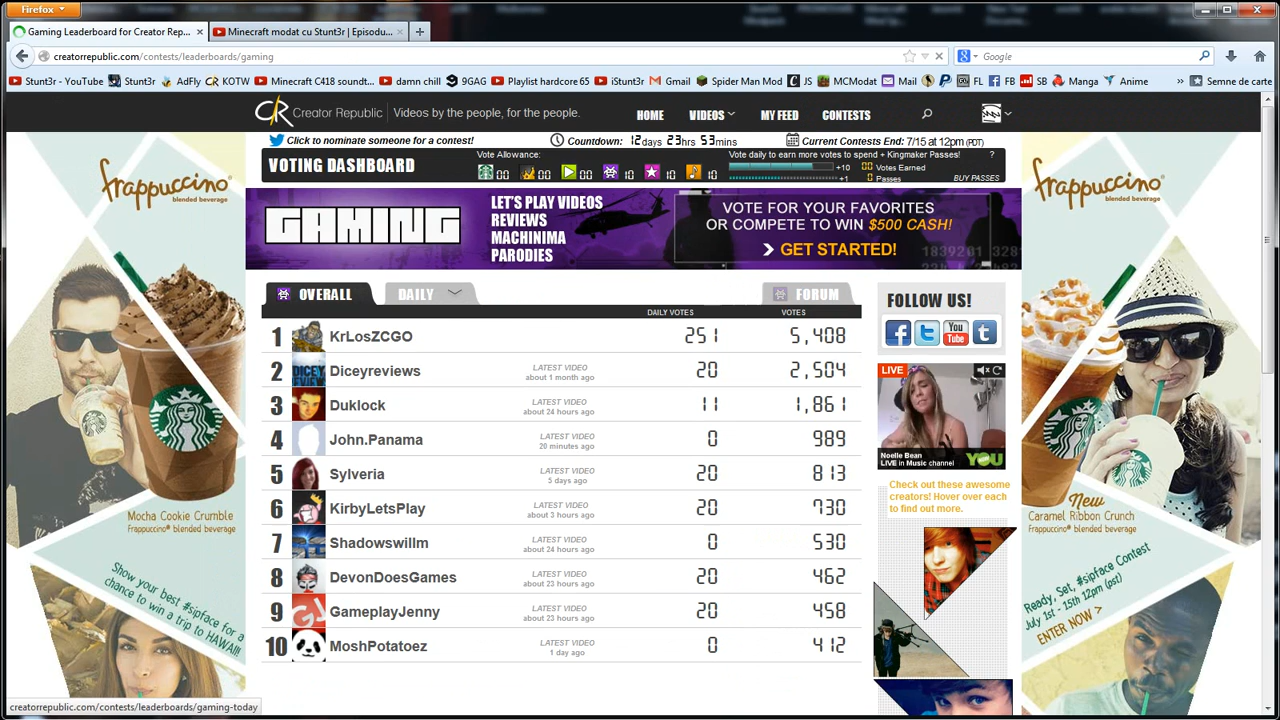 Firefox
Gaming Leaderboard for Creator Rep...
Minecraft modat cu Stunt3r | Episodu...
creatorrepublic.com/contests/leaderboards/gaming
Google
Stunt3r - YouTube
Stunt3r
AdFly
KOTW
Minecraft C418 soundt...
damn chill
9GAG
Playlist hardcore 65
iStunt3r
Gmail
Spider Man Mod
JS
MCModat
Mail
FL
FB
SB
Manga
Anime
Semne de carte
CR Creator Republic
Videos by the people, for the people.
HOME
VIDEOS
MY FEED
CONTESTS
Click to nominate someone for a contest!
Countdown: 12days 23hrs 53mins
Current Contests End: 7/15 at 12pm (PDT)
VOTING DASHBOARD
Vote Allowance:
00 00 00 10 10 10
Vote daily to earn more votes to spend + Kingmaker Passes! ?
+10 00 Votes Earned
+1 0 Passes
BUY PASSES
GAMING
LET'S PLAY VIDEOS
REVIEWS
MACHINIMA
PARODIES
VOTE FOR YOUR FAVORITES
OR COMPETE TO WIN $500 CASH!
GET STARTED!
OVERALL
DAILY
FORUM
DAILY VOTES
VOTES
1 KrLosZCGO 251 5,408
2 Diceyreviews LATEST VIDEO about 1 month ago 20 2,504
3 Duklock LATEST VIDEO about 24 hours ago 11 1,861
4 John.Panama LATEST VIDEO 20 minutes ago 0 989
5 Sylveria LATEST VIDEO 5 days ago 20 813
6 KirbyLetsPlay LATEST VIDEO about 3 hours ago 20 730
7 Shadowswillm LATEST VIDEO about 24 hours ago 0 530
8 DevonDoesGames LATEST VIDEO about 23 hours ago 20 462
9 GameplayJenny LATEST VIDEO about 23 hours ago 20 458
10 MoshPotatoez LATEST VIDEO 1 day ago 0 412
FOLLOW US!
You
Tube
LIVE
Noelle Bean
LIVE in Music channel
YOU
Check out these awesome
creators! Hover over each
to find out more.
frappuccino
blended beverage
Mocha Cookie Crumble
Frappuccino® blended beverage
Show your best #sipface for a
chance to win a trip to HAWAII!
frappuccino
blended beverage
New
Caramel Ribbon Crunch
Frappuccino® blended beverage
Ready, Set, #sipface Contest
July 1st - 15th 12pm (pst)
ENTER NOW >
creatorrepublic.com/contests/leaderboards/gaming-today